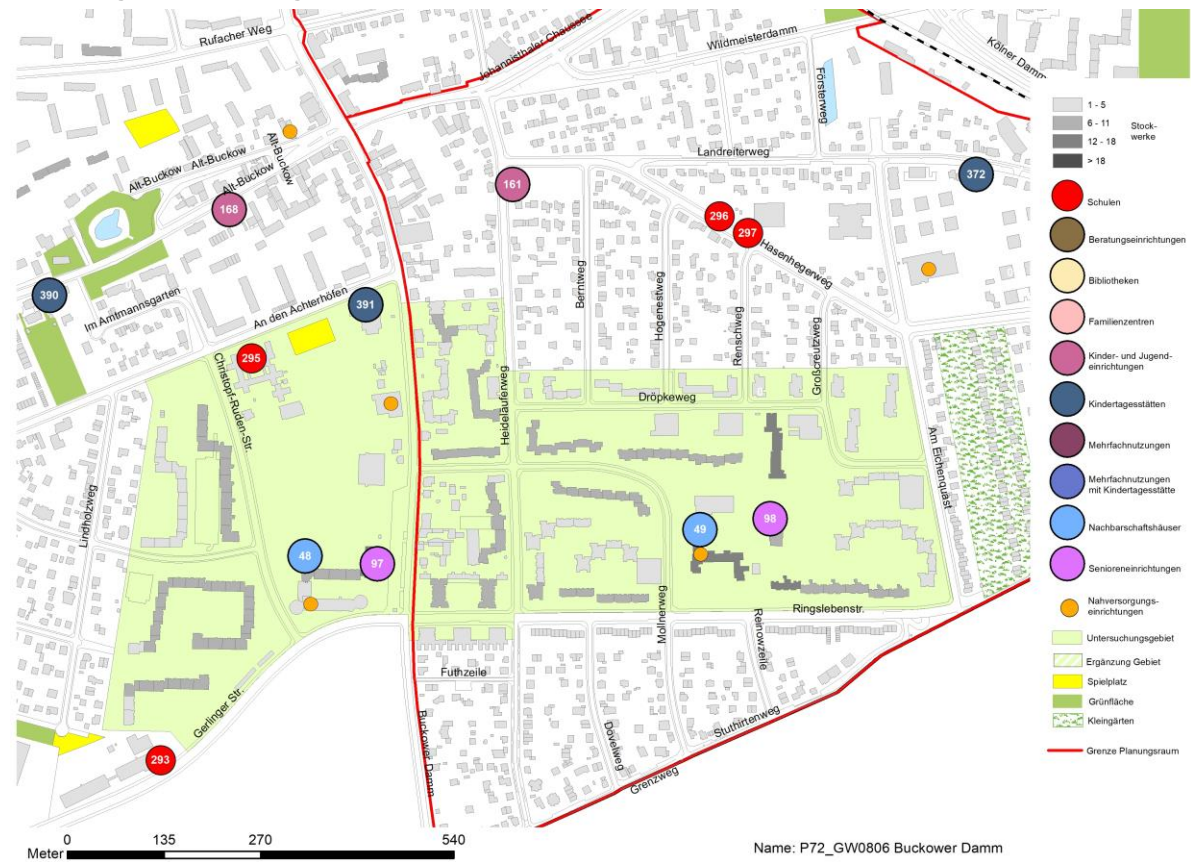 Rufacher Weg
Johannisthaler Chaussee
Wildmeisterdamm
Kölner Damm
Försterweg
Alt-Buckow
Alt-Buckow
Alt-Buckow
Alt-Buckow
Landreiterweg
161
372
168
296
297
Hasenhegerweg
390
Im Amtmannsgarten
An den Achterhöfen
391
Berntweg
Hogenestweg
Renschweg
Großcreutzweg
295
Christopf-Ruden-Str.
Heideläuferweg
Dröpkeweg
Am Eichenquast
Lindholzweg
48
97
49
98
Mollnerweg
Ringslebenstr.
Reinowzeile
Futhzeile
Gerlinger Str.
Buckower Damm
Dövelweg
Stuthirtenweg
Grenzweg
293
1 - 5
6 - 11
12 - 18
> 18
Stock-
werke
Schulen
Beratungseinrichtungen
Bibliotheken
Familienzentren
Kinder- und Jugend-
einrichtungen
Kindertagesstätten
Mehrfachnutzungen
Mehrfachnutzungen
mit Kindertagesstätte
Nachbarschaftshäuser
Senioreneinrichtungen
Nahversorgungs-
einrichtungen
Untersuchungsgebiet
Ergänzung Gebiet
Spielplatz
Grünfläche
Kleingärten
Grenze Planungsraum
Meter
0 135 270 540
Name: P72_GW0806 Buckower Damm